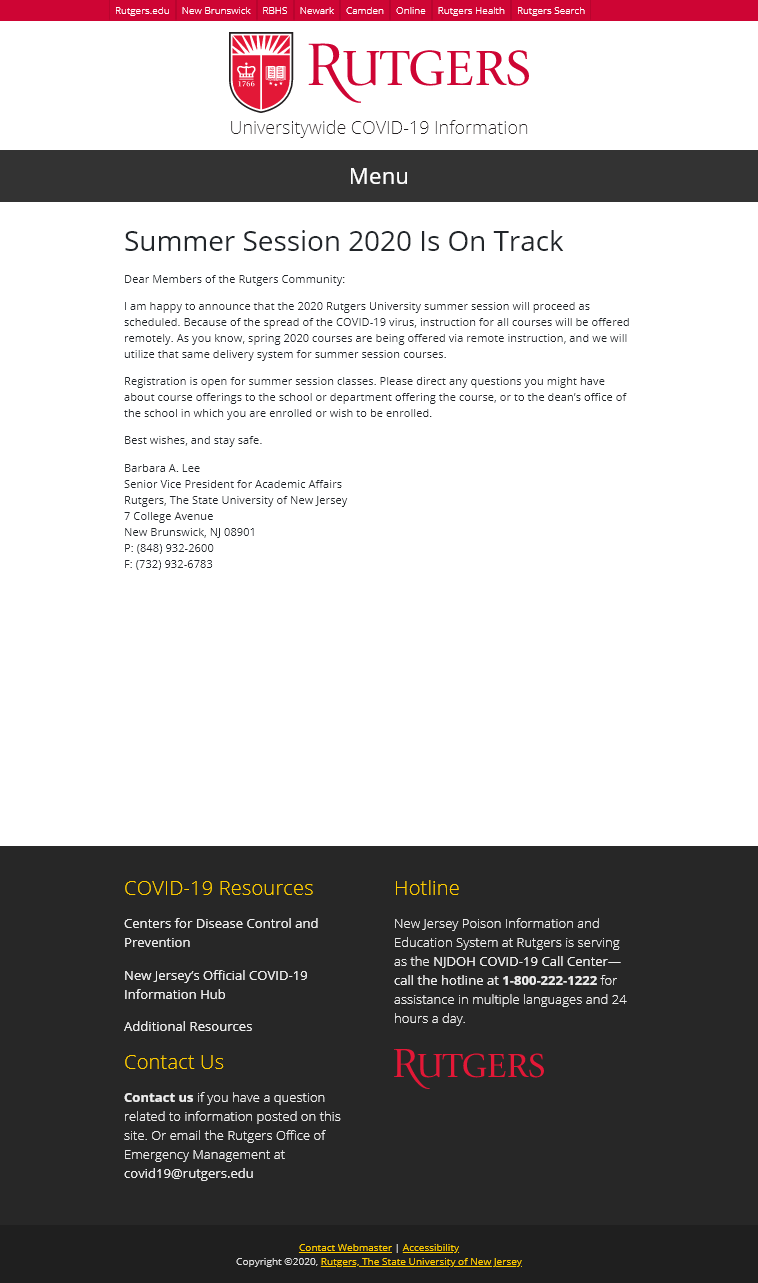 Rutgers.edu New Brunswick RBHS Newark Camden Online Rutgers Health Rutgers Search
1766
RUTGERS
Universitywide COVID-19 Information
Menu
Summer Session 2020 Is On Track
Dear Members of the Rutgers Community:
I am happy to announce that the 2020 Rutgers University summer session will proceed as
scheduled. Because of the spread of the COVID-19 virus, instruction for all courses will be offered
remotely. As you know, spring 2020 courses are being offered via remote instruction, and we will
utilize that same delivery system for summer session courses.
Registration is open for summer session classes. Please direct any questions you might have
about course offerings to the school or department offering the course, or to the dean’s office of
the school in which you are enrolled or wish to be enrolled.
Best wishes, and stay safe.
Barbara A. Lee
Senior Vice President for Academic Affairs
Rutgers, The State University of New Jersey
7 College Avenue
New Brunswick, NJ 08901
P: (848) 932-2600
F: (732) 932-6783
COVID-19 Resources
Centers for Disease Control and
Prevention
New Jersey’s Official COVID-19
Information Hub
Additional Resources
Contact Us
Contact us if you have a question
related to information posted on this
site. Or email the Rutgers Office of
Emergency Management at
covid19@rutgers.edu
Hotline
New Jersey Poison Information and
Education System at Rutgers is serving
as the NJDOH COVID-19 Call Center—
call the hotline at 1-800-222-1222 for
assistance in multiple languages and 24
hours a day.
RUTGERS
Contact Webmaster | Accessibility
Copyright ©2020, Rutgers, The State University of New Jersey